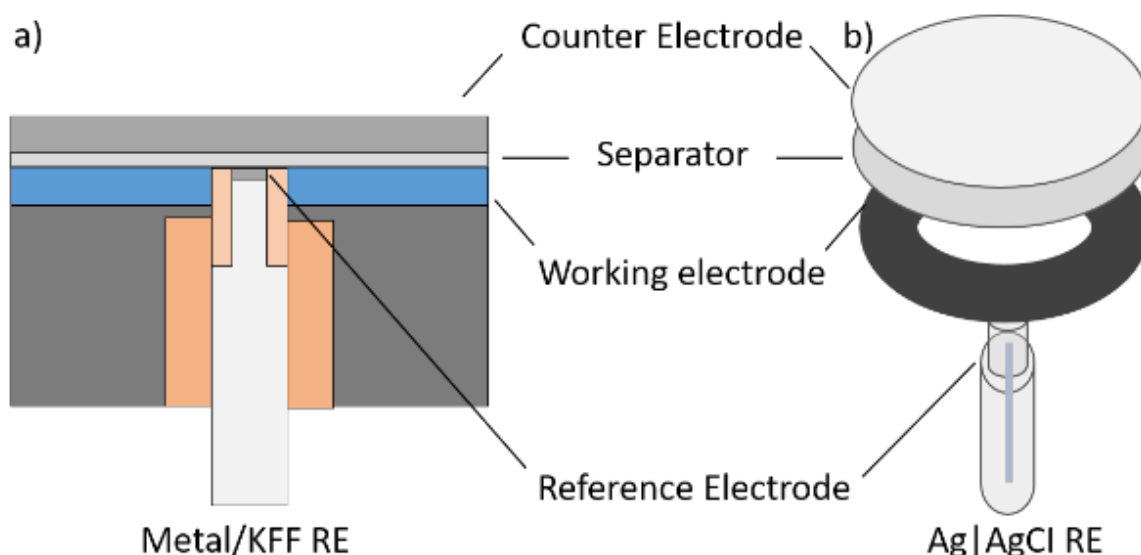 a)
Counter Electrode
b)
Separator
Working electrode
Reference Electrode
Metal/KFF RE
Ag|AgCl RE